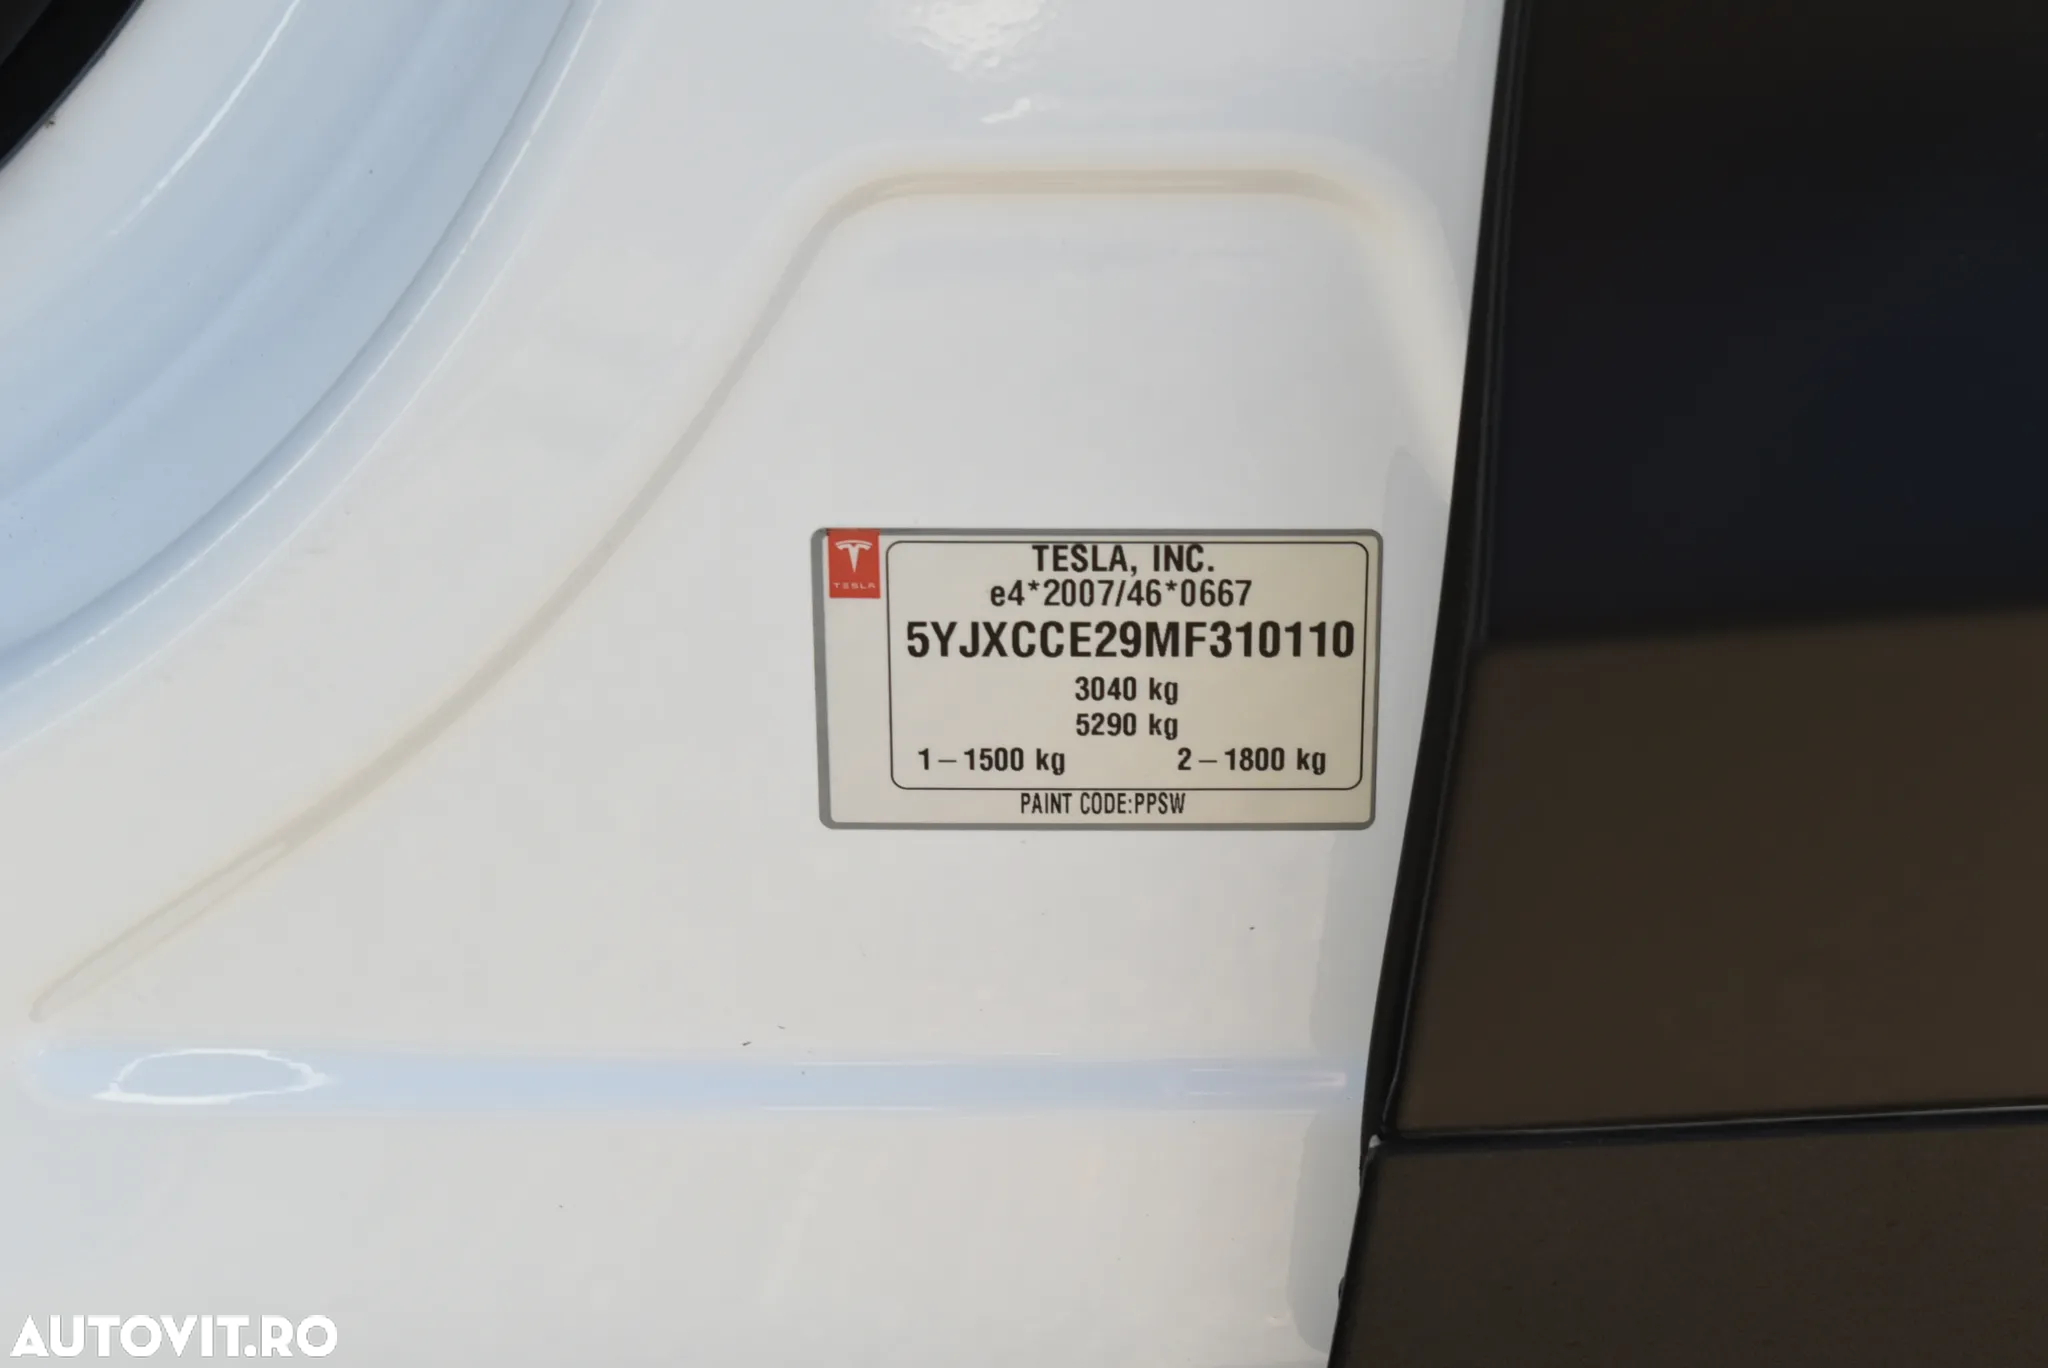 TESLA
TESLA, INC.
e4*2007/46*0667
5YJXCCE29MF310110
3040 kg
5290 kg
1–1500 kg 2–1800 kg
PAINT CODE:PPSW
AUTOVIT.RO